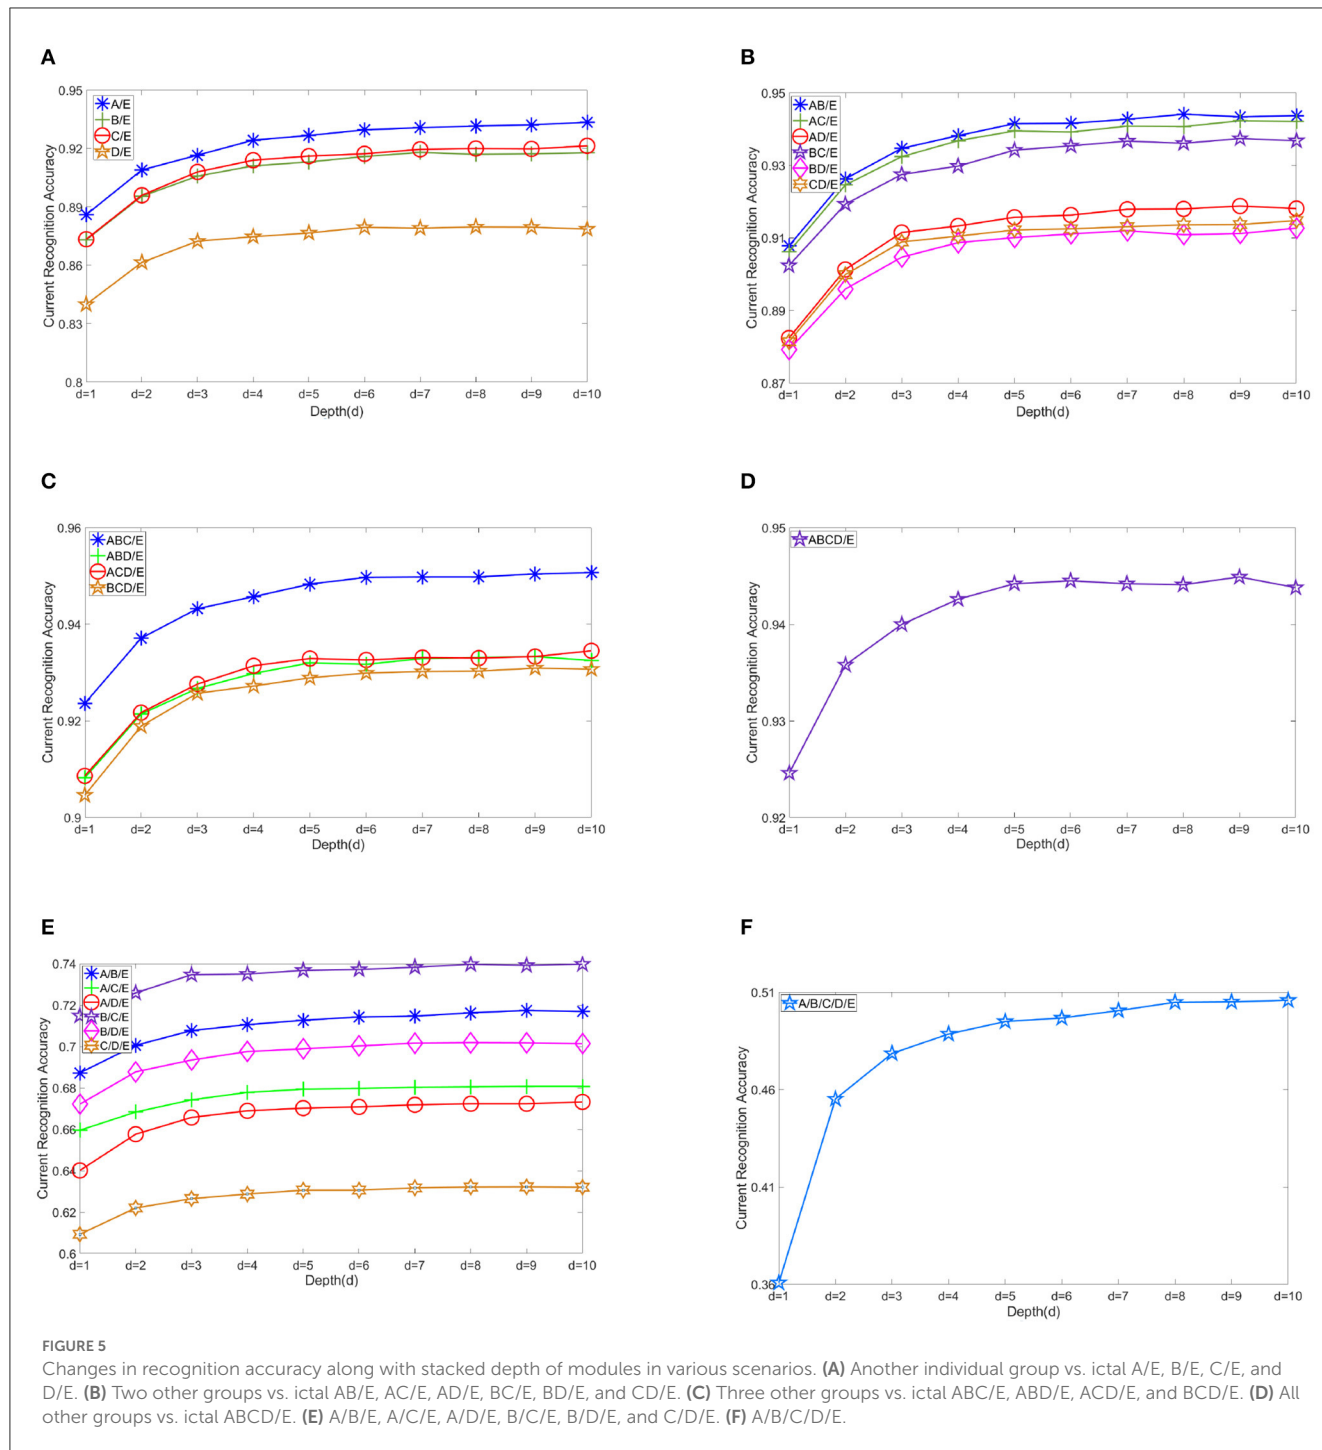 A
Current Recognition Accuracy
0.95
0.92
0.89
0.86
0.83
0.8
A/E
B/E
C/E
D/E
d=1 d=2 d=3 d=4 d=5 d=6 d=7 d=8 d=9 d=10
Depth(d)
B
Current Recognition Accuracy
0.95
0.93
0.91
0.89
0.87
AB/E
AC/E
AD/E
BC/E
BD/E
CD/E
d=1 d=2 d=3 d=4 d=5 d=6 d=7 d=8 d=9 d=10
Depth(d)
C
Current Recognition Accuracy
0.96
0.94
0.92
0.9
ABC/E
ABD/E
ACD/E
BCD/E
d=1 d=2 d=3 d=4 d=5 d=6 d=7 d=8 d=9 d=10
Depth(d)
D
Current Recognition Accuracy
0.95
0.94
0.93
0.92
ABCD/E
d=1 d=2 d=3 d=4 d=5 d=6 d=7 d=8 d=9 d=10
Depth(d)
E
Current Recognition Accuracy
0.74
0.72
0.7
0.68
0.66
0.64
0.62
0.6
A/B/E
A/C/E
A/D/E
B/C/E
B/D/E
C/D/E
d=1 d=2 d=3 d=4 d=5 d=6 d=7 d=8 d=9 d=10
Depth(d)
F
Current Recognition Accuracy
0.51
0.46
0.41
0.36
A/B/C/D/E
d=1 d=2 d=3 d=4 d=5 d=6 d=7 d=8 d=9 d=10
Depth(d)
FIGURE 5
Changes in recognition accuracy along with stacked depth of modules in various scenarios. (A) Another individual group vs. ictal A/E, B/E, C/E, and
D/E. (B) Two other groups vs. ictal AB/E, AC/E, AD/E, BC/E, BD/E, and CD/E. (C) Three other groups vs. ictal ABC/E, ABD/E, ACD/E, and BCD/E. (D) All
other groups vs. ictal ABCD/E. (E) A/B/E, A/C/E, A/D/E, B/C/E, B/D/E, and C/D/E. (F) A/B/C/D/E.